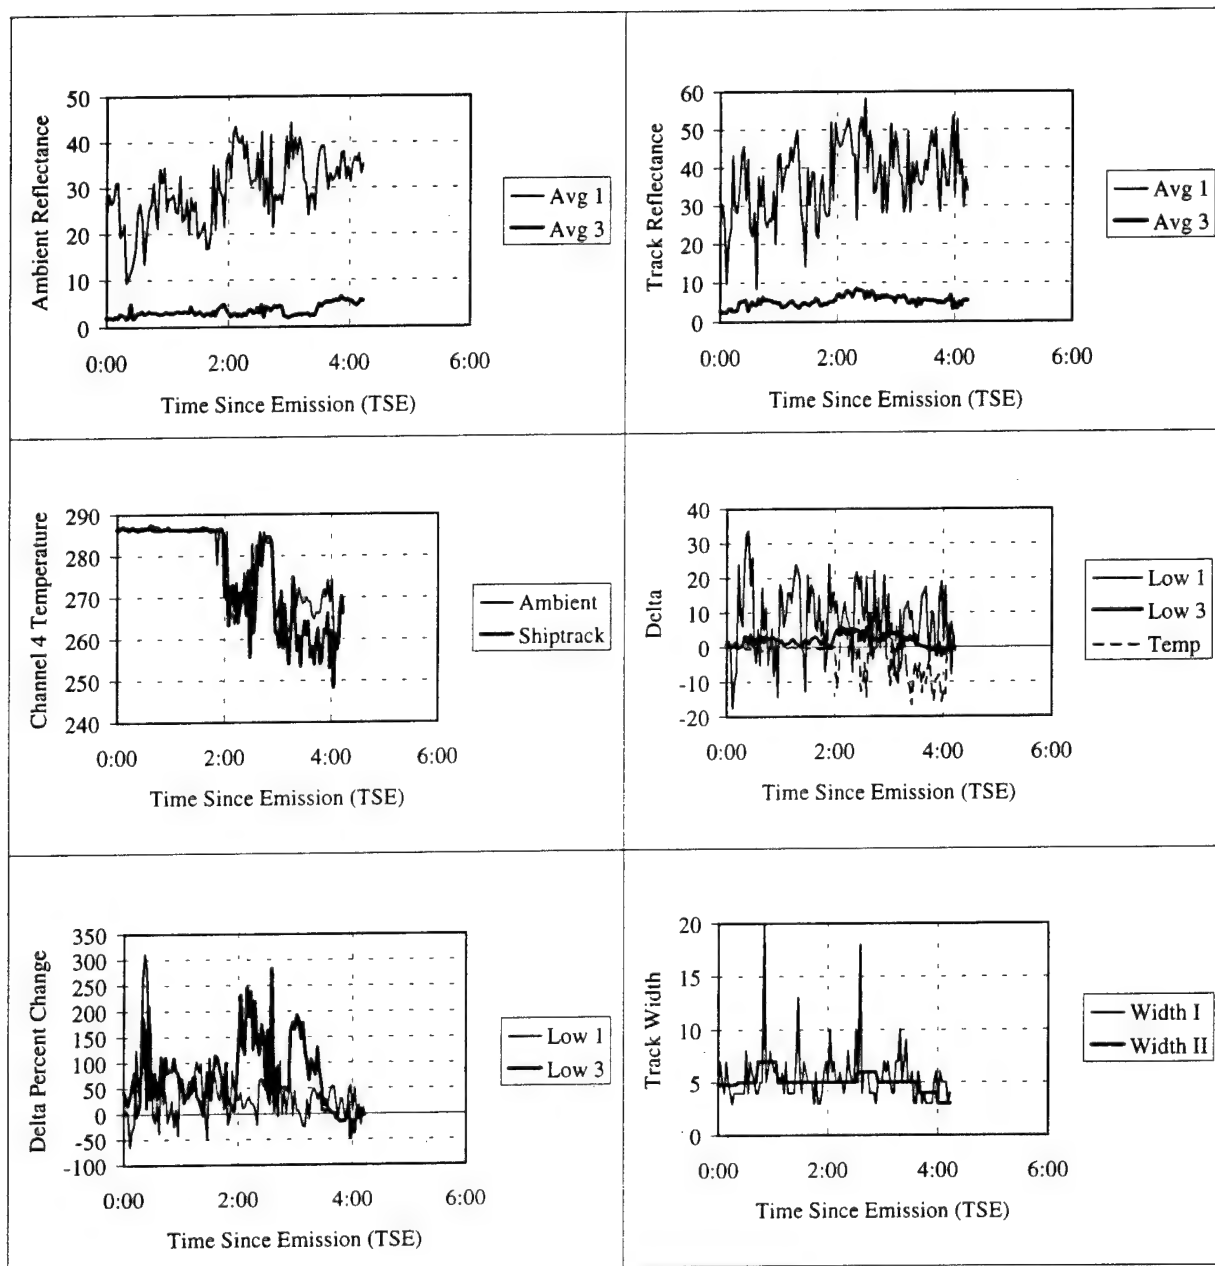 50
40
30
20
10
0
Ambient Reflectance
0:00 2:00 4:00 6:00
Time Since Emission (TSE)
Avg 1
Avg 3
60
50
40
30
20
10
0
Track Reflectance
0:00 2:00 4:00 6:00
Time Since Emission (TSE)
Avg 1
Avg 3
290
280
270
260
250
240
Channel 4 Temperature
0:00 2:00 4:00 6:00
Time Since Emission (TSE)
Ambient
Shiptrack
40
30
20
10
0
-10
-20
Delta
0:00 2:00 4:00 6:00
Time Since Emission (TSE)
Low 1
Low 3
Temp
350
300
250
200
150
100
50
0
-50
-100
Delta Percent Change
0:00 2:00 4:00 6:00
Time Since Emission (TSE)
Low 1
Low 3
20
15
10
5
0
Track Width
0:00 2:00 4:00 6:00
Time Since Emission (TSE)
Width I
Width II